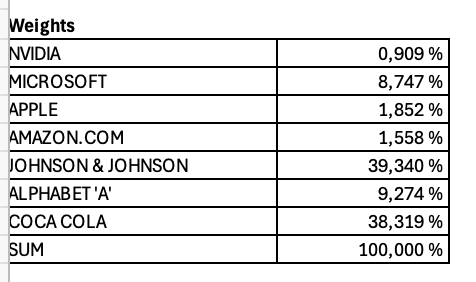 Weights
NVIDIA 0,909 %
MICROSOFT 8,747 %
APPLE 1,852 %
AMAZON.COM 1,558 %
JOHNSON & JOHNSON 39,340 %
ALPHABET 'A' 9,274 %
COCA COLA 38,319 %
SUM 100,000 %